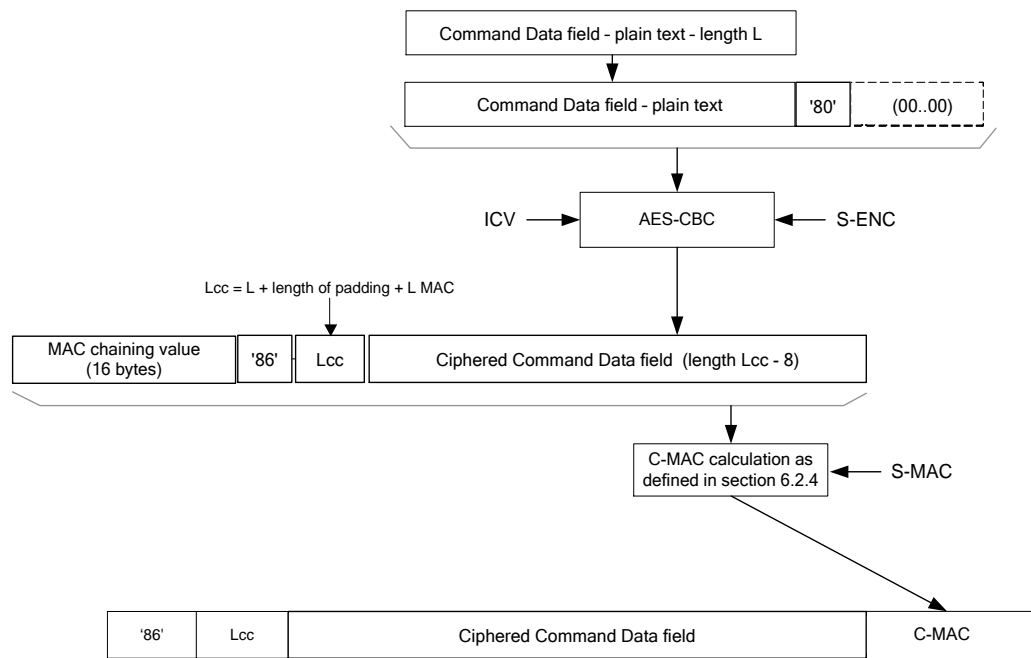 Command Data field - plain text - length L
Command Data field - plain text
'80'
(00..00)
ICV
AES-CBC
S-ENC
Lcc = L + length of padding + L MAC
MAC chaining value
(16 bytes)
'86'
Lcc
Ciphered Command Data field (length Lcc - 8)
C-MAC calculation as
defined in section 6.2.4
S-MAC
‘86’
Lcc
Ciphered Command Data field
C-MAC